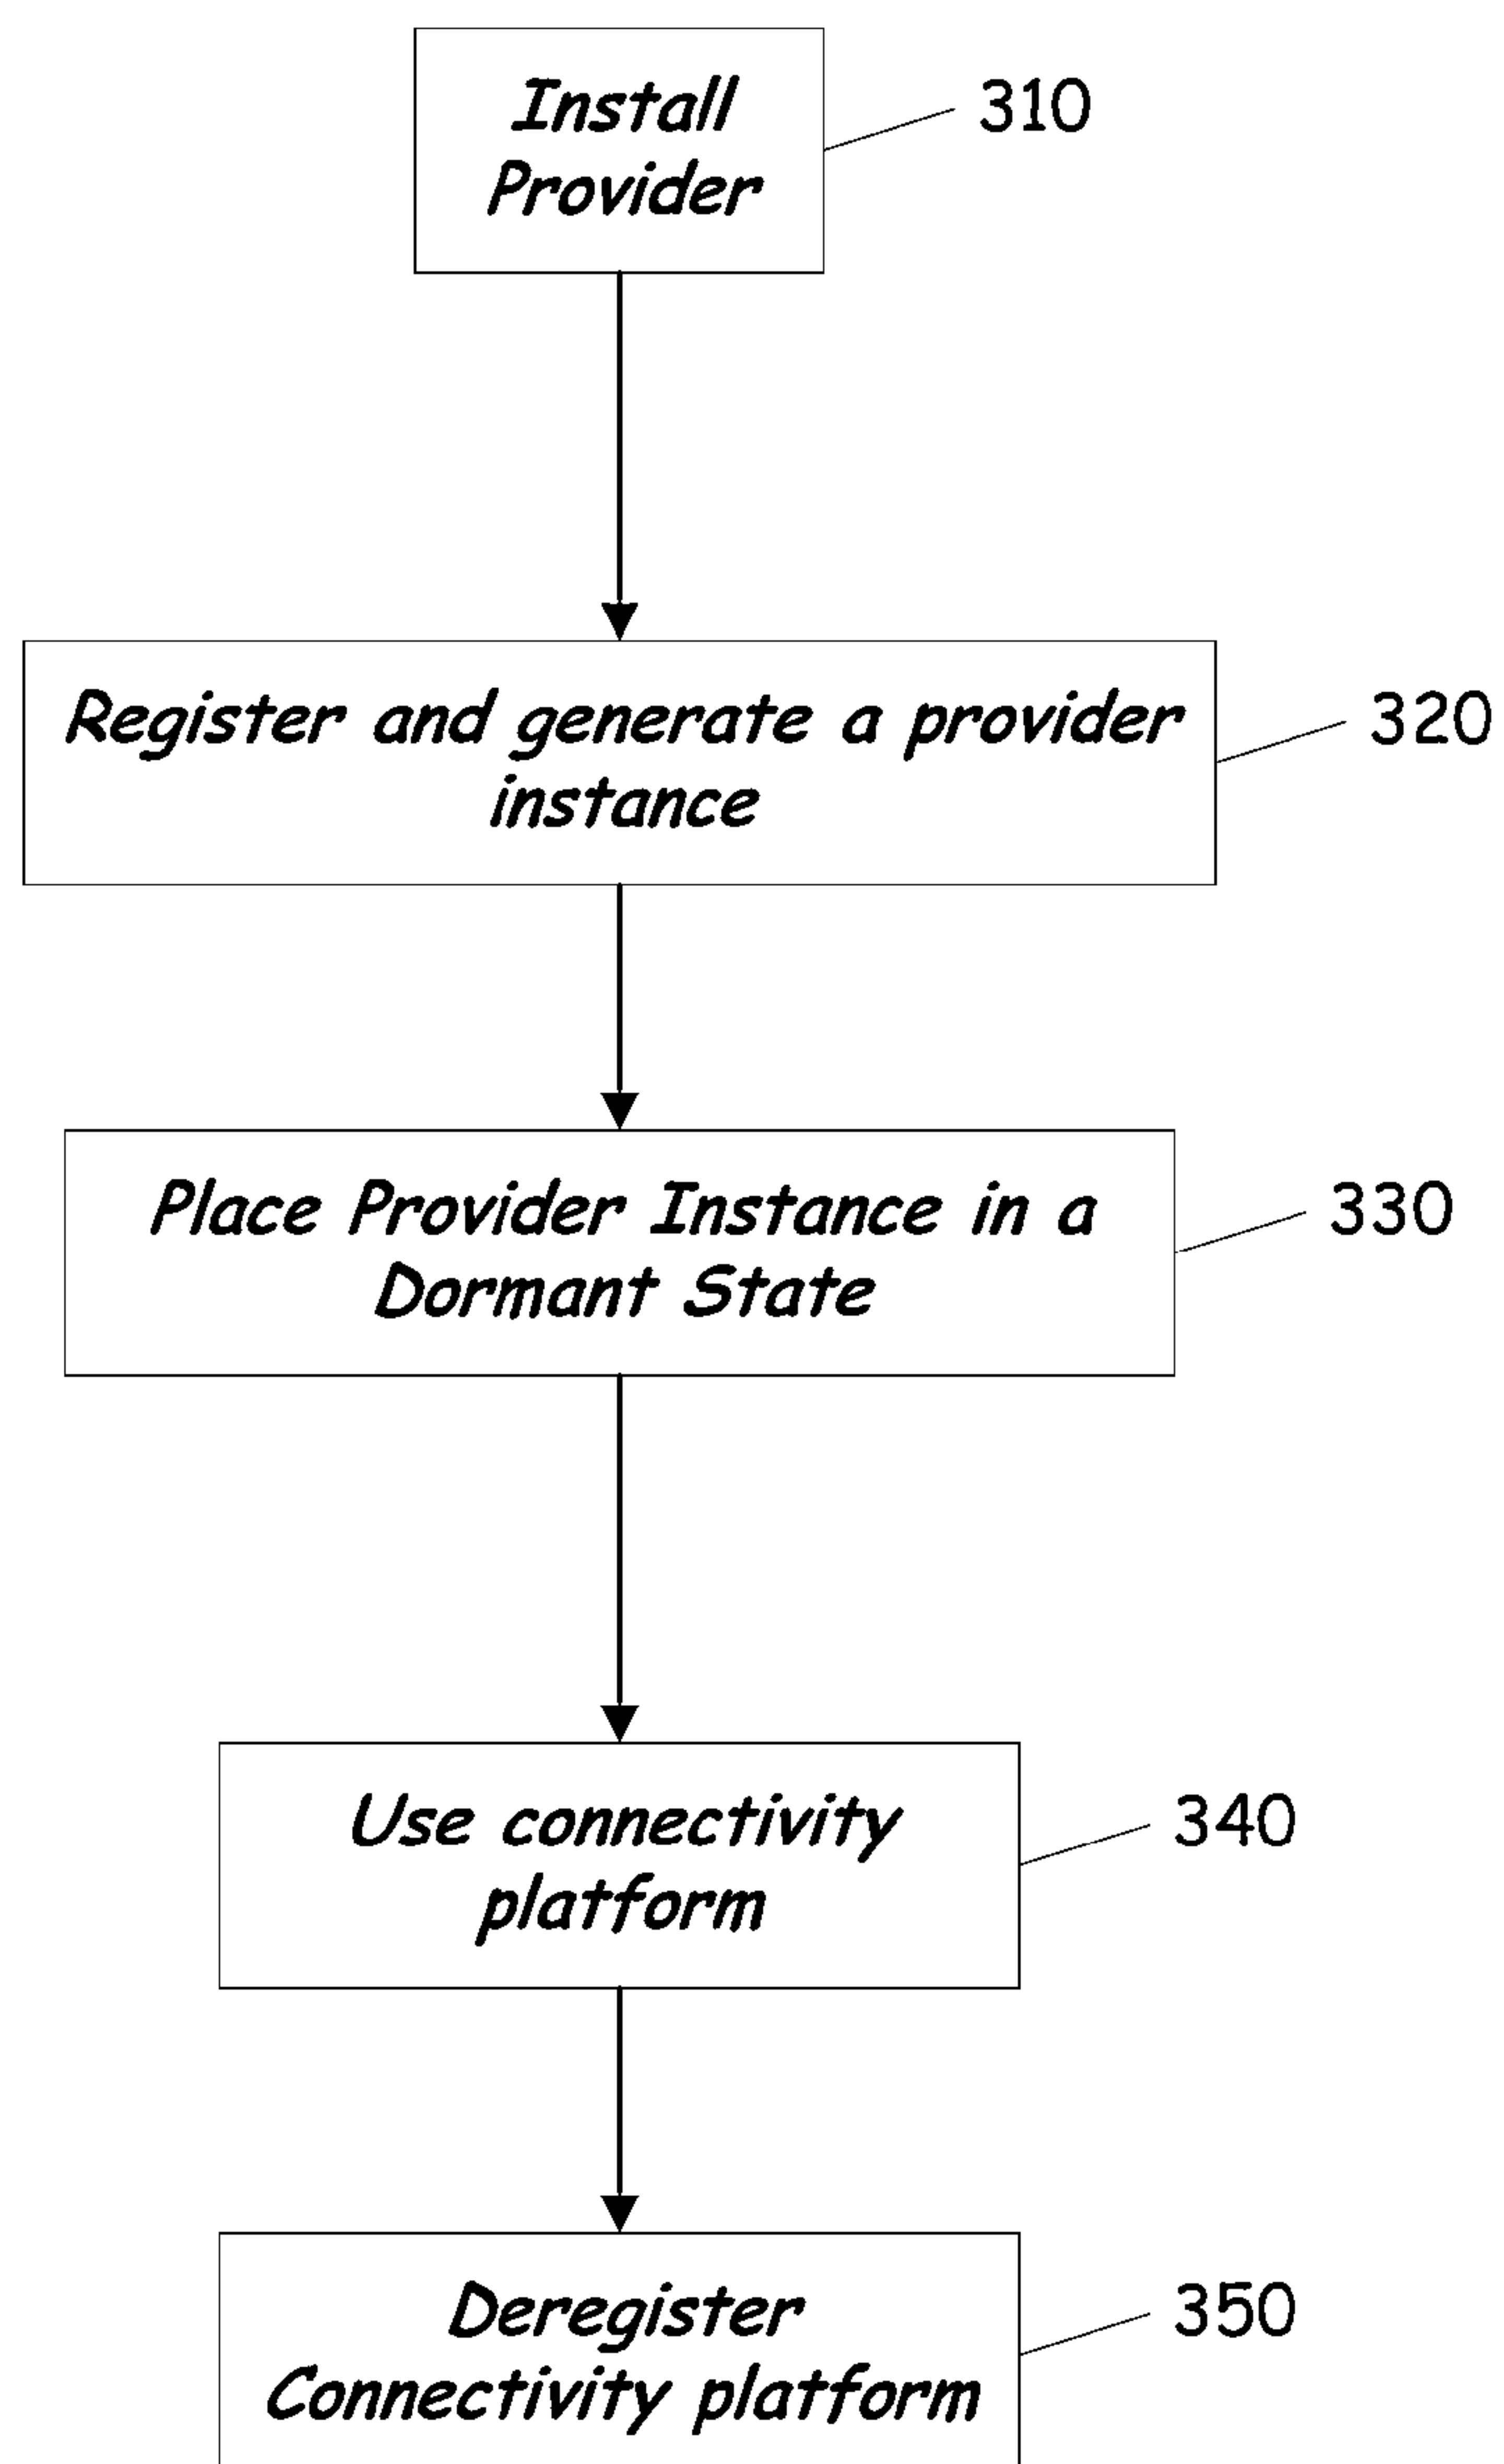 Install
Provider
310
Register and generate a provider
instance
320
Place Provider Instance in a
Dormant State
330
Use connectivity
platform
340
Deregister
Connectivity platform
350